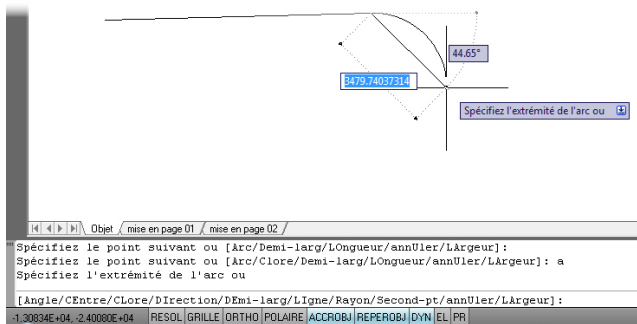 44.65°
3479.74037314
Spécifiez l'extrémité de l'arc ou
Objet / mise en page 01 / mise en page 02 /
Spécifiez le point suivant ou [Arc/Demi-larg/LOngueur/annUler/LArgeur]:
Spécifiez le point suivant ou [Arc/Clore/Demi-larg/LOngueur/annUler/LArgeur]: a
Spécifiez l'extrémité de l'arc ou
[Angle/CEntre/CLore/DIrection/DEmi-larg/LIgne/Rayon/Second-pt/annUler/LArgeur]:
-1.30834E+04, -2.40080E+04 RESOL GRILLE ORTHO POLAIRE ACCROBJ REPEROBJ DYN EL PR